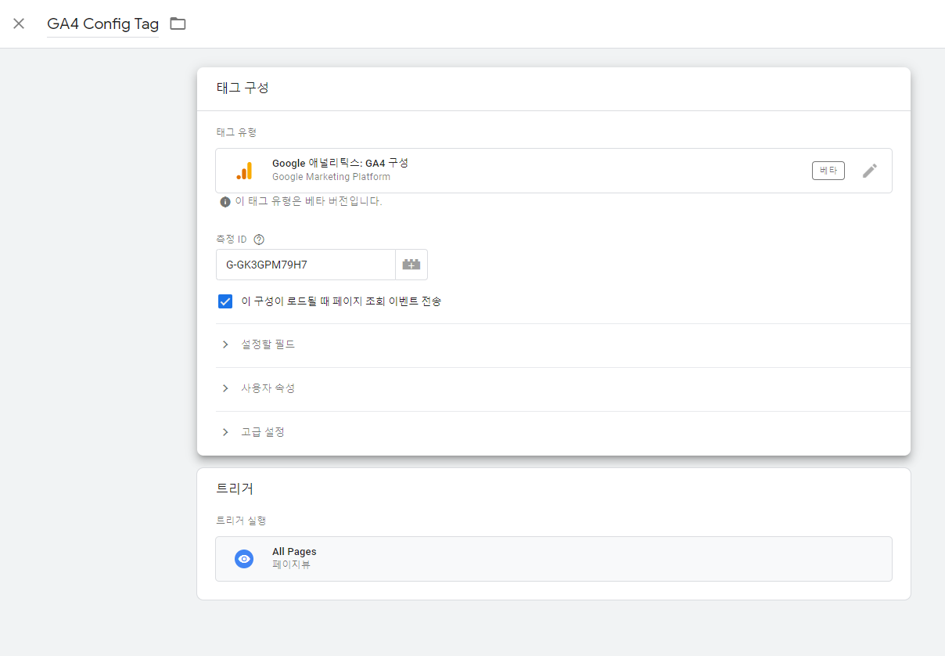 GA4 Config Tag
태그 구성
태그 유형
Google 애널리틱스: GA4 구성
Google Marketing Platform
베타
이 태그 유형은 베타 버전입니다.
측정 ID
G-GK3GPM79H7
이 구성이 로드될 때 페이지 조회 이벤트 전송
설정할 필드
사용자 속성
고급 설정
트리거
트리거 실행
All Pages
페이지뷰